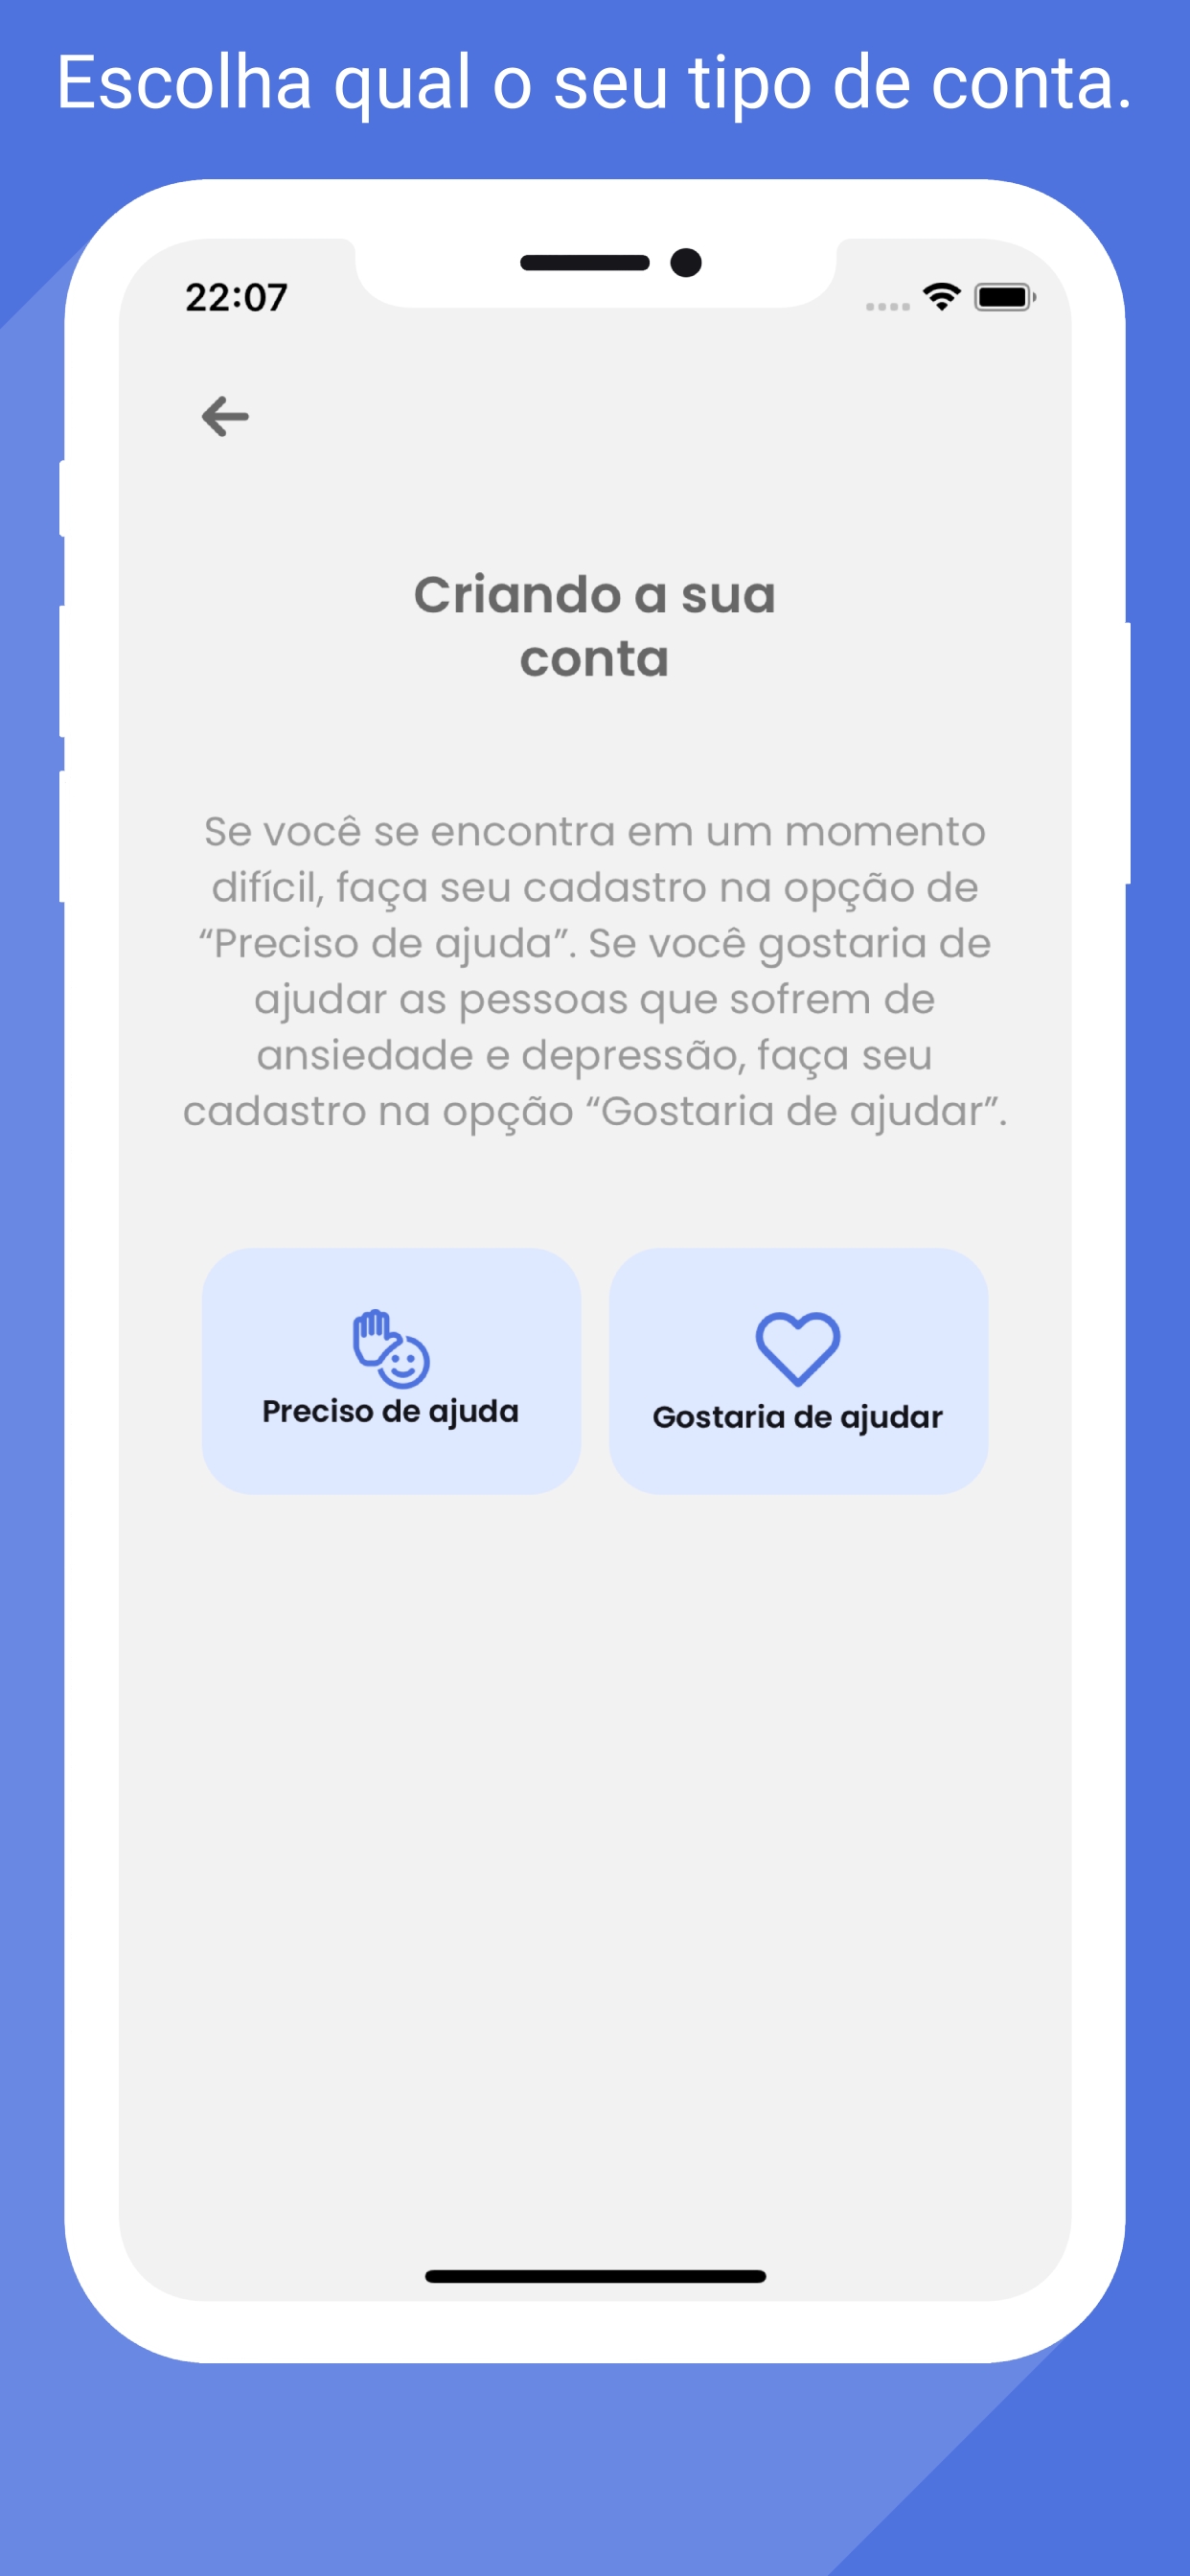 Escolha qual o seu tipo de conta.
22:07
Criando a sua
conta
Se você se encontra em um momento
difícil, faça seu cadastro na opção de
“Preciso de ajuda”. Se você gostaria de
ajudar as pessoas que sofrem de
ansiedade e depressão, faça seu
cadastro na opção “Gostaria de ajudar”.
Preciso de ajuda
Gostaria de ajudar